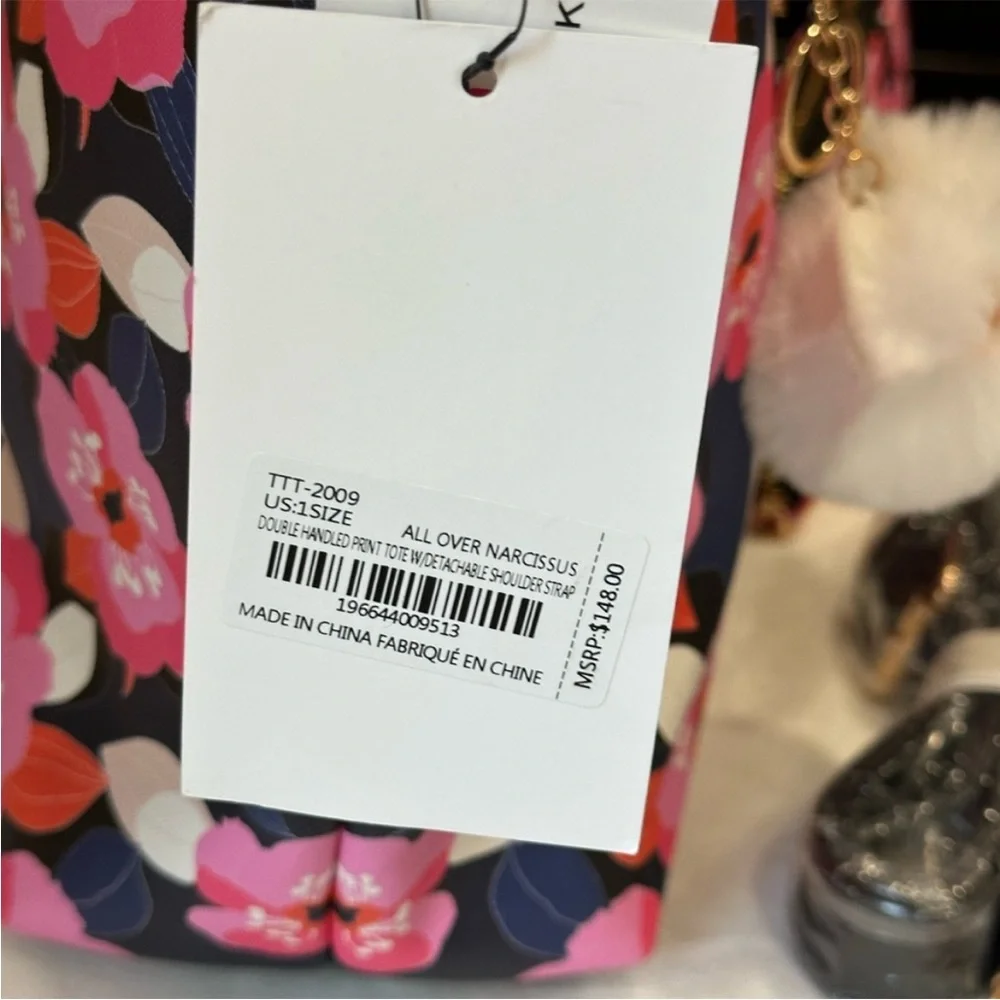 K
TTT-2009
US:1SIZE
ALL OVER NARCISSUS
DOUBLE HANDLED PRINT TOTE W/DETACHABLE SHOULDER STRAP
196644009513
MADE IN CHINA FABRIQUÉ EN CHINE
MSRP:$148.00